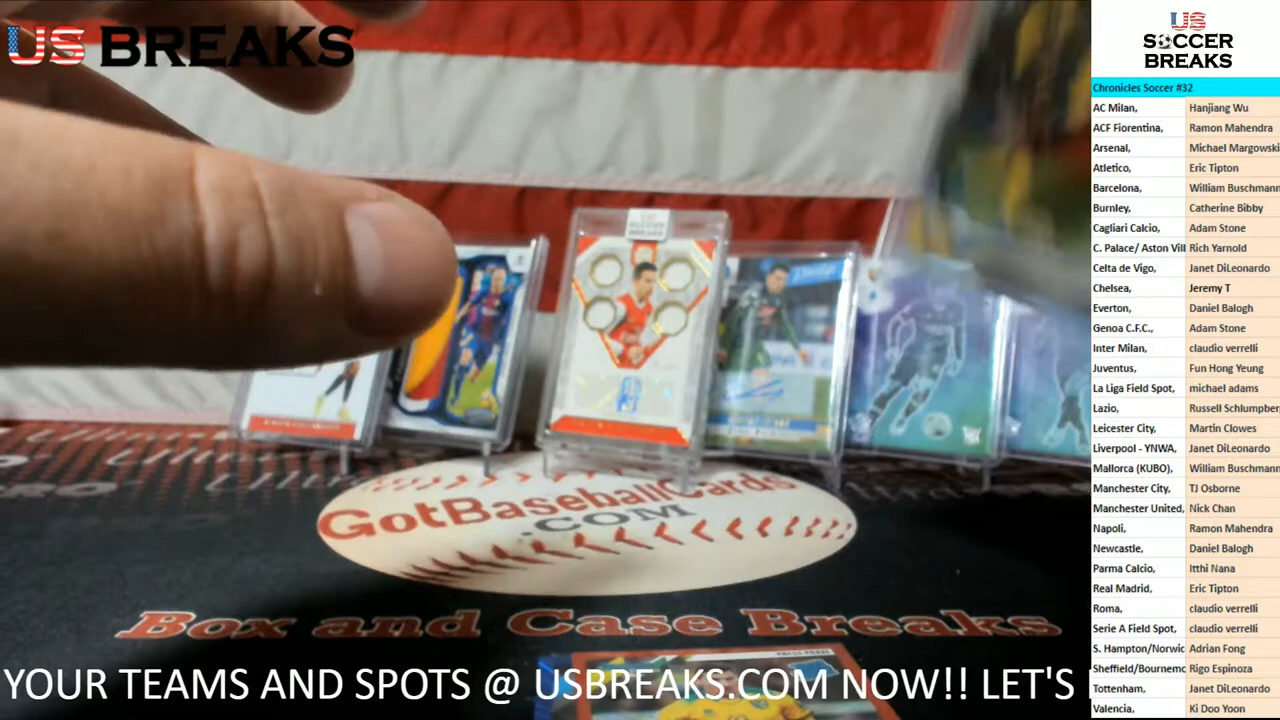 US BREAKS
US
SOCCER
BREAKS
Chronicles Soccer #32
AC Milan, Hanjiang Wu
ACF Fiorentina, Ramon Mahendra
Arsenal, Michael Margowski
Atletico, Eric Tipton
Barcelona, William Buschmann
Burnley, Catherine Bibby
Cagliari Calcio, Adam Stone
C. Palace/ Aston Vill Rich Yarnold
Celta de Vigo, Janet DiLeonardo
Chelsea, Jeremy T
Everton, Daniel Balogh
Genoa C.F.C., Adam Stone
Inter Milan, claudio verrelli
Juventus, Fun Hong Yeung
La Liga Field Spot, michael adams
Lazio, Russell Schlumper
Leicester City, Martin Clowes
Liverpool - YNWA, Janet DiLeonardo
Mallorca (KUBO), William Buschmann
Manchester City, TJ Osborne
Manchester United, Nick Chan
Napoli, Ramon Mahendra
Newcastle, Daniel Balogh
Parma Calcio, Itthi Nana
Real Madrid, Eric Tipton
Roma, claudio verrelli
Serie A Field Spot, claudio verrelli
S. Hampton/Norwic Adrian Fong
Sheffield/Bournemo Rigo Espinoza
Tottenham, Janet DiLeonardo
Valencia, Ki Doo Yoon
US
SOCCER
BREAKS
GotBaseballCards
.COM
Box and Case Breaks
YOUR TEAMS AND SPOTS @ USBREAKS.COM NOW!! LET'S